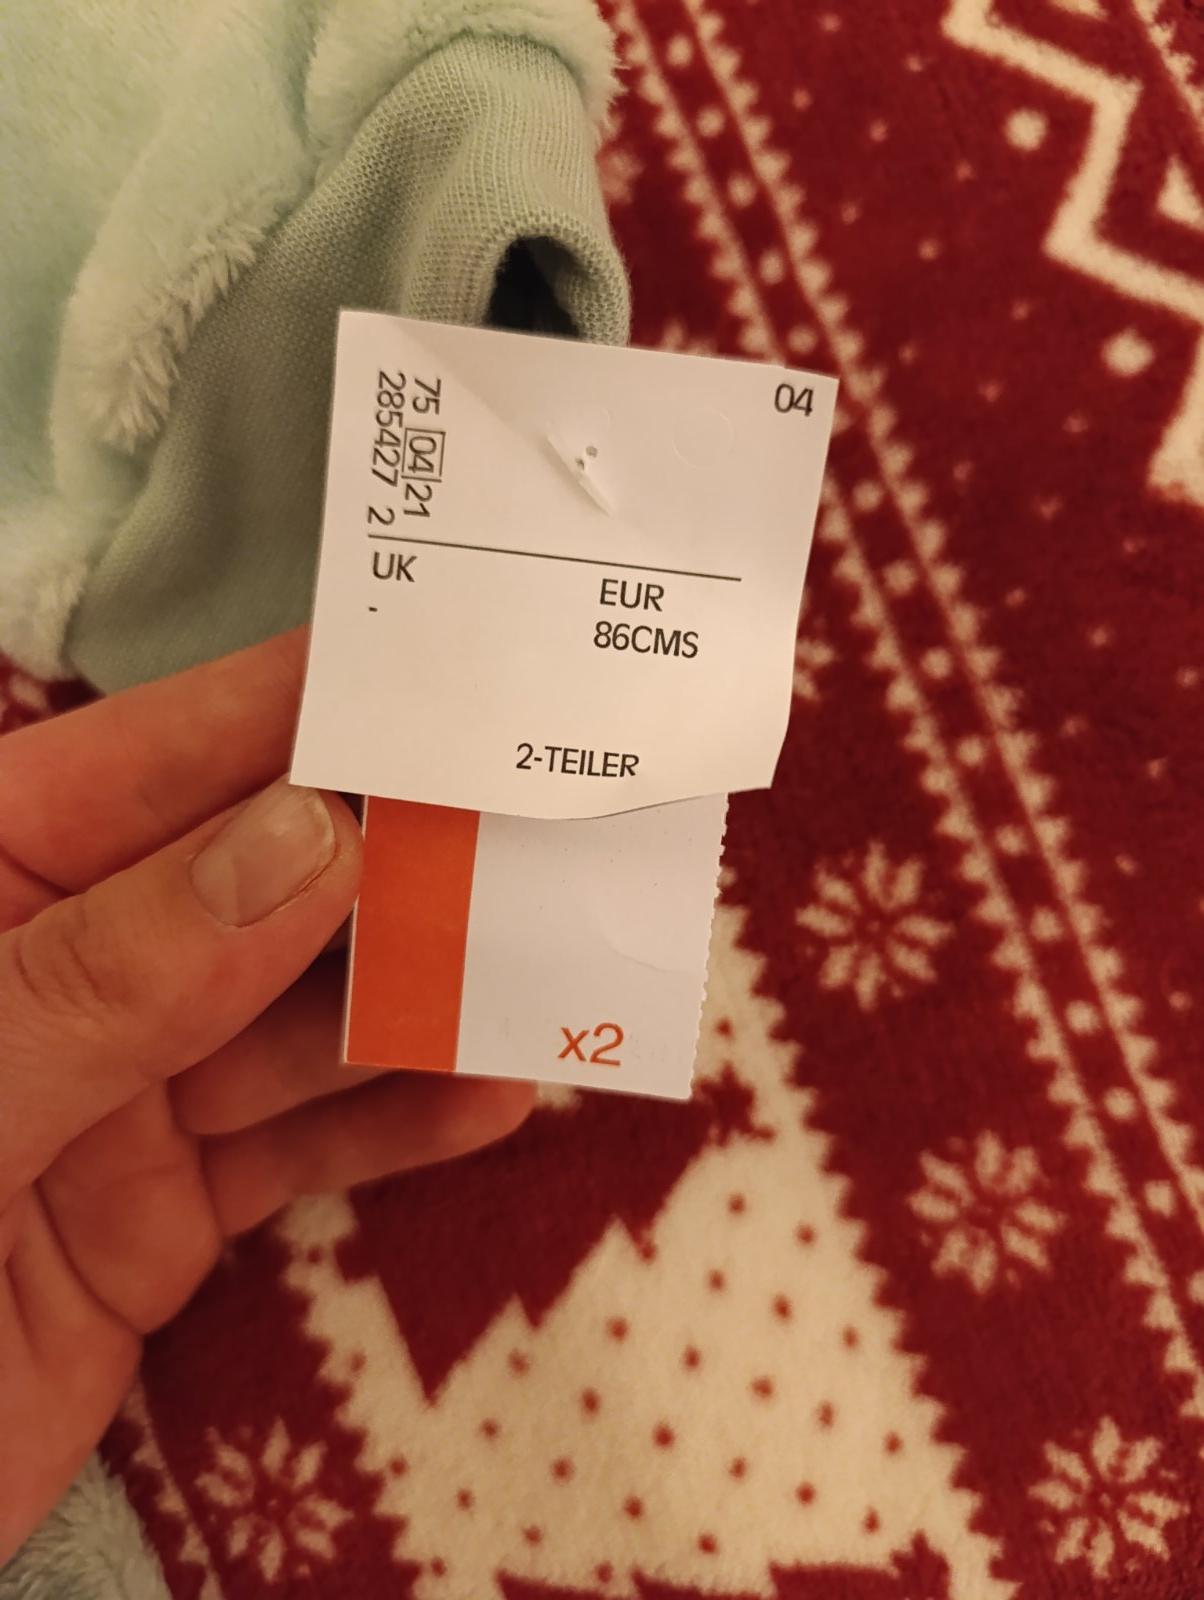 04
75 04 21
285427 2
UK
-
EUR
86CMS
2-TEILER
x2